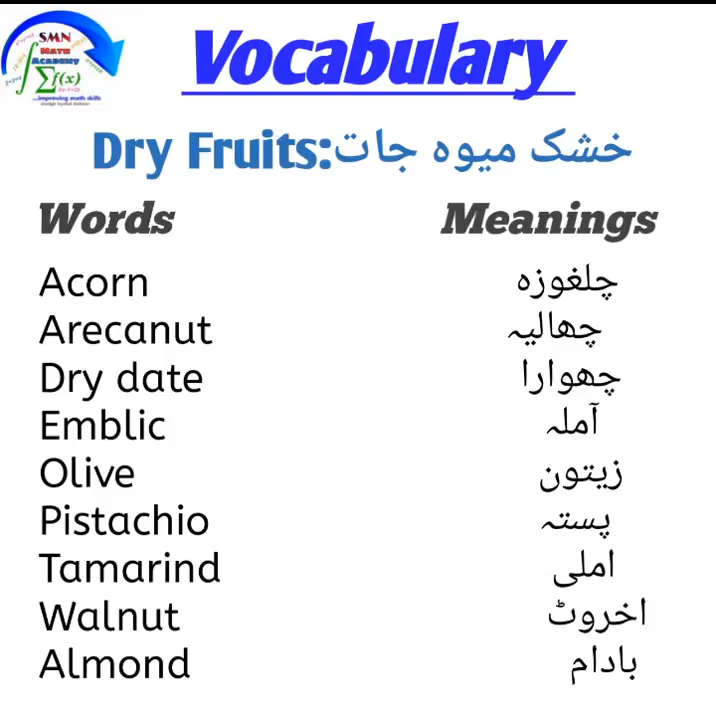 SMN
MATH
ACADEMY
∑f(x)
...improving math skills
Vocabulary
Dry Fruits:خشک میوہ جات
Words Meanings
Acorn چلغوزہ
Arecanut چھالیہ
Dry date چھوارا
Emblic آملہ
Olive زیتون
Pistachio پستہ
Tamarind املی
Walnut اخروٹ
Almond بادام